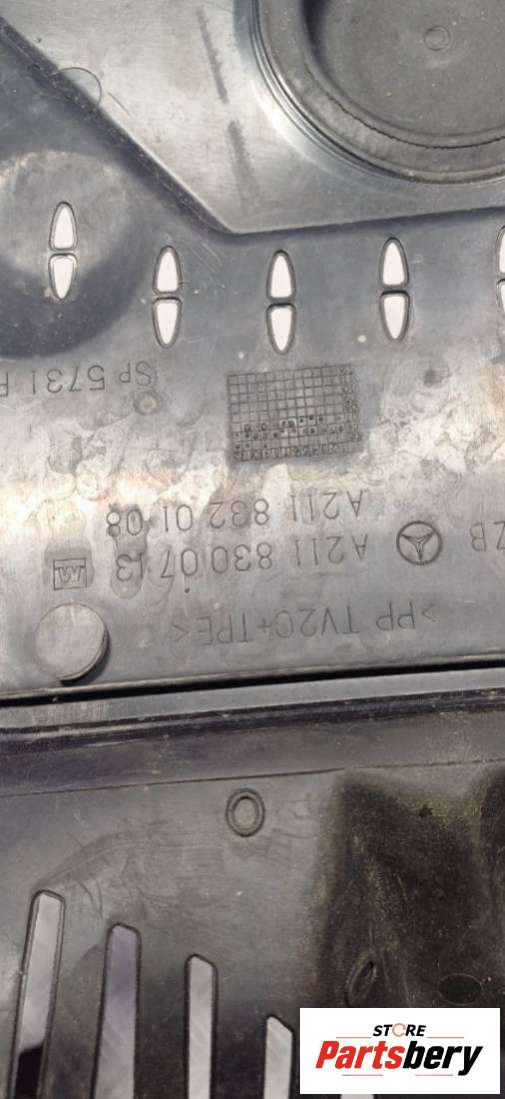 >PP TV20+TPE<
ZB A211 830 07 13
A211 832 01 08
SP 5731
STORE
Partsbery